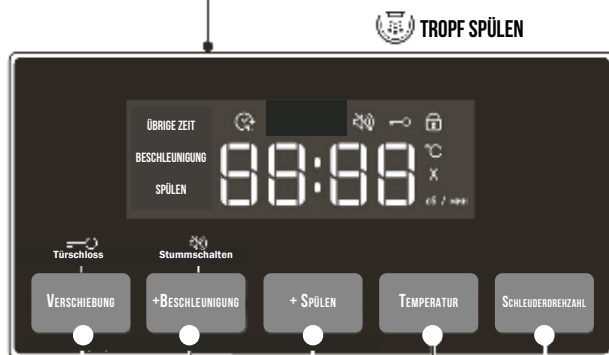 TROPF SPÜLEN
ÜBRIGE ZEIT
BESCHLEUNIGUNG
SPÜLEN
88:88
°C
X
Türschloss
Stummschalten
VERSCHIEBUNG
+BESCHLEUNIGUNG
+ SPÜLEN
TEMPERATUR
SCHLEUDERDREHZAHL